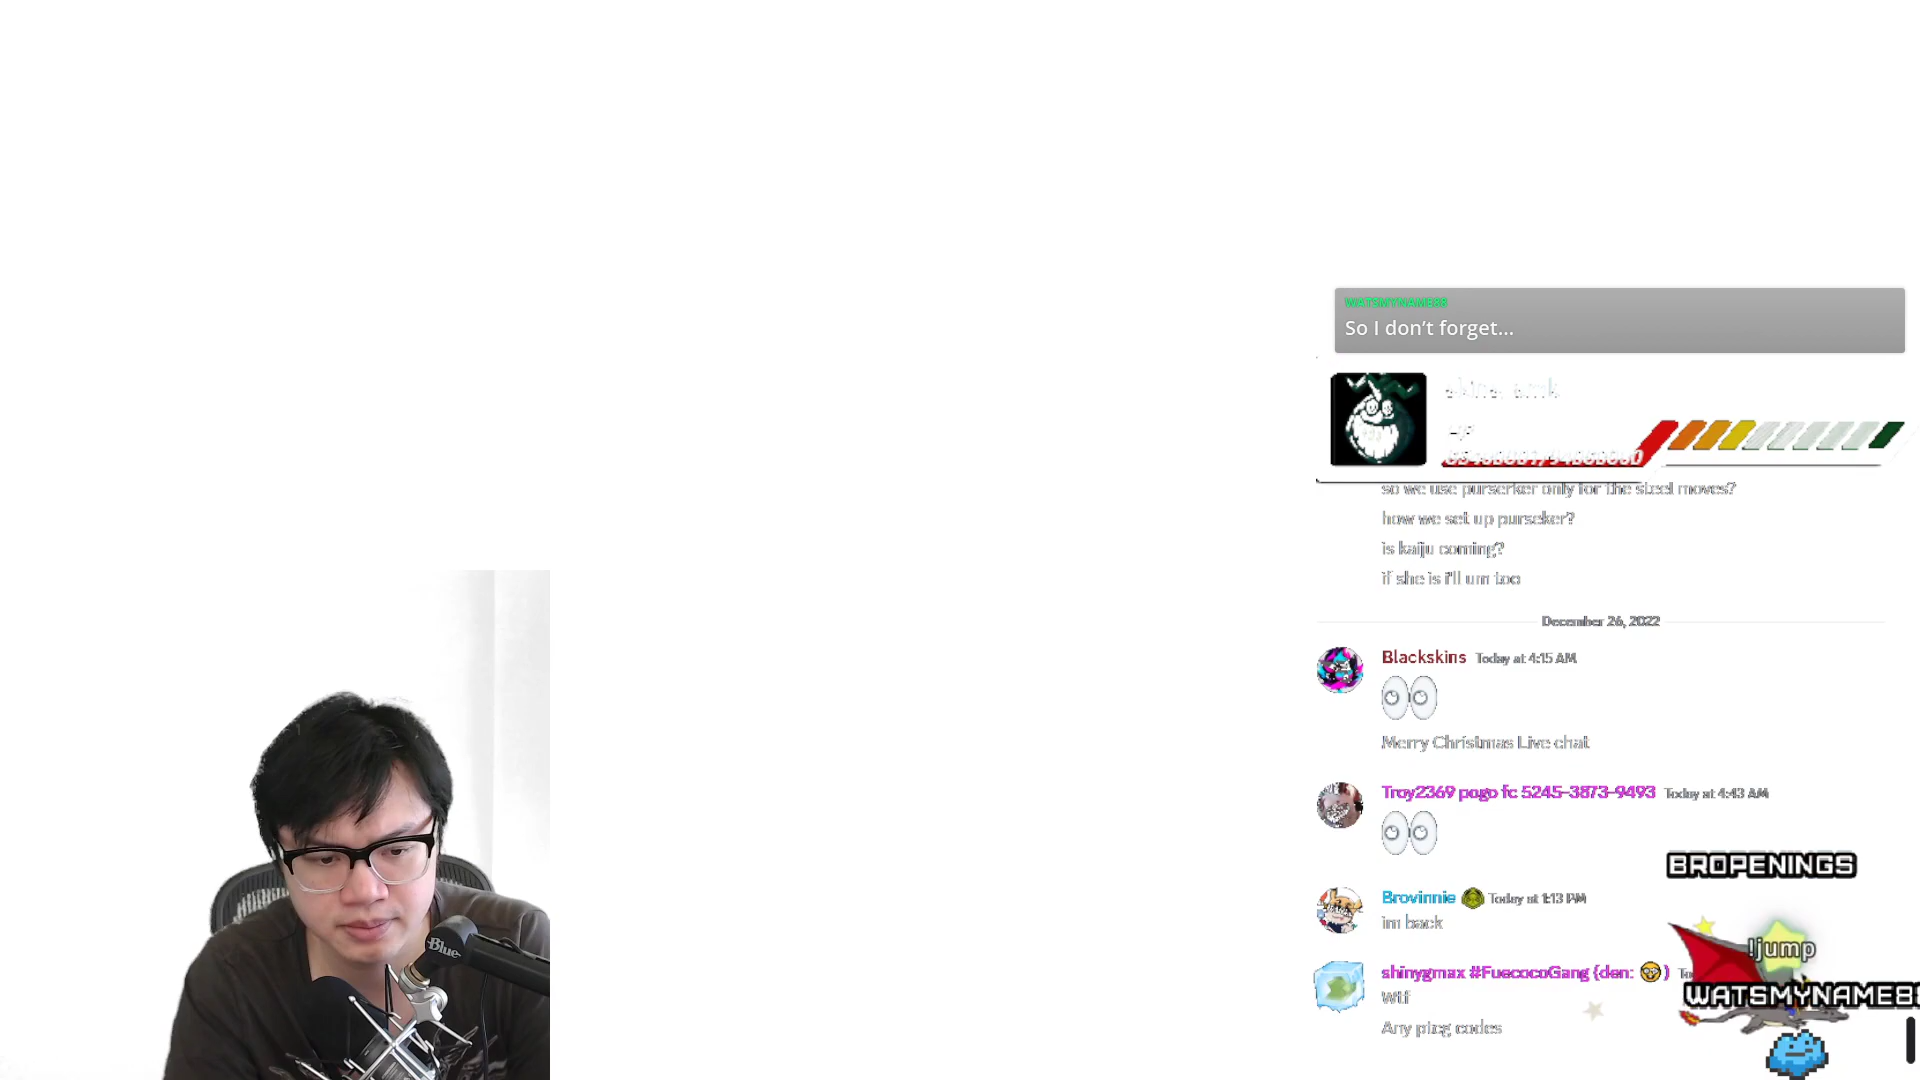 WATSMYNAME88
So I don't forget...
so we use purserker only for the steel moves?
how we set up purseker?
is kaiju coming?
if she is i'll um too
December 26, 2022
Blackskins Today at 4:15 AM
Merry Christmas Live chat
Troy2369 pogo fc 5245-3873-9493 Today at 4:43 AM
Brovinnie Today at 1:13 PM
im back
shinygmax #FuecocoGang {den: }
Wtf
Any ptcg codes
BROPENINGS
!jump
WATSMYNAME8
Blue